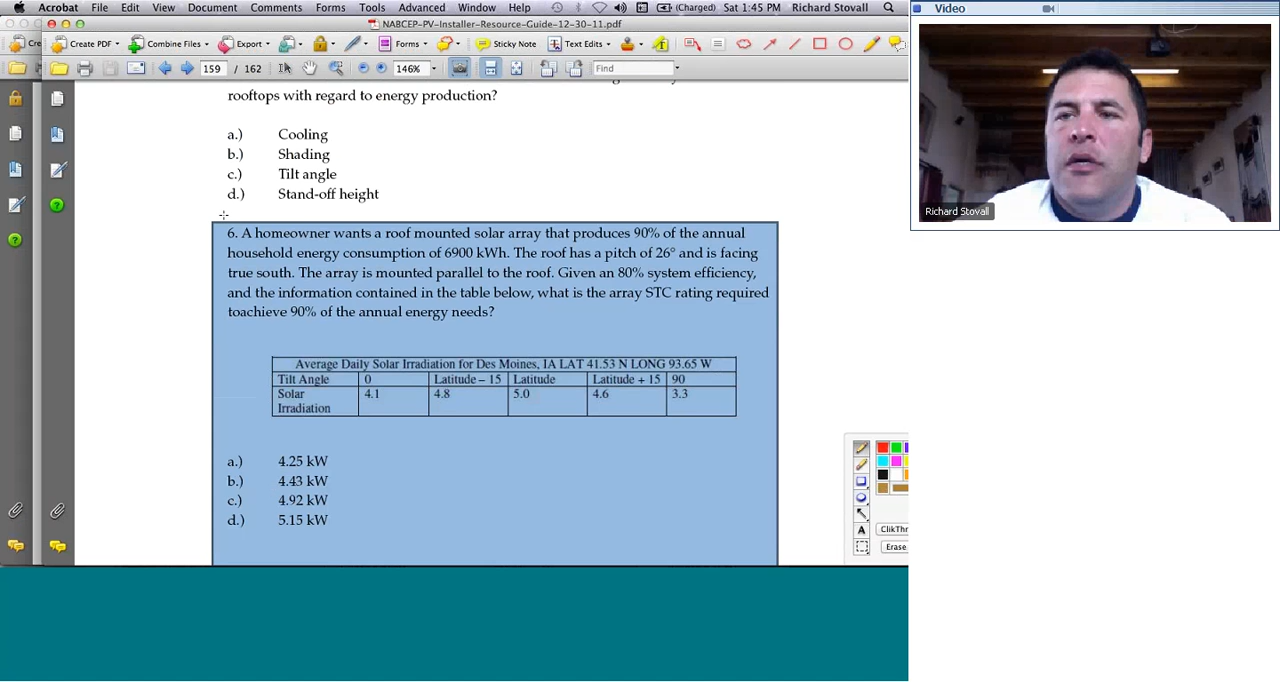 Acrobat File Edit View Document Comments Forms Tools Advanced Window Help (Charged) Sat 1:45 PM Richard Stovall
NABCEP-PV-Installer-Resource-Guide-12-30-11.pdf
Cre Create PDF Combine Files Export Forms Sticky Note Text Edits
159 / 162 146% Find
rooftops with regard to energy production?
a.) Cooling
b.) Shading
c.) Tilt angle
d.) Stand-off height
6. A homeowner wants a roof mounted solar array that produces 90% of the annual
household energy consumption of 6900 kWh. The roof has a pitch of 26° and is facing
true south. The array is mounted parallel to the roof. Given an 80% system efficiency,
and the information contained in the table below, what is the array STC rating required
toachieve 90% of the annual energy needs?
Average Daily Solar Irradiation for Des Moines, IA LAT 41.53 N LONG 93.65 W
Tilt Angle 0 Latitude – 15 Latitude Latitude + 15 90
Solar 4.1 4.8 5.0 4.6 3.3
Irradiation
a.) 4.25 kW
b.) 4.43 kW
c.) 4.92 kW
d.) 5.15 kW
A ClikThr
Erase
Video
Richard Stovall